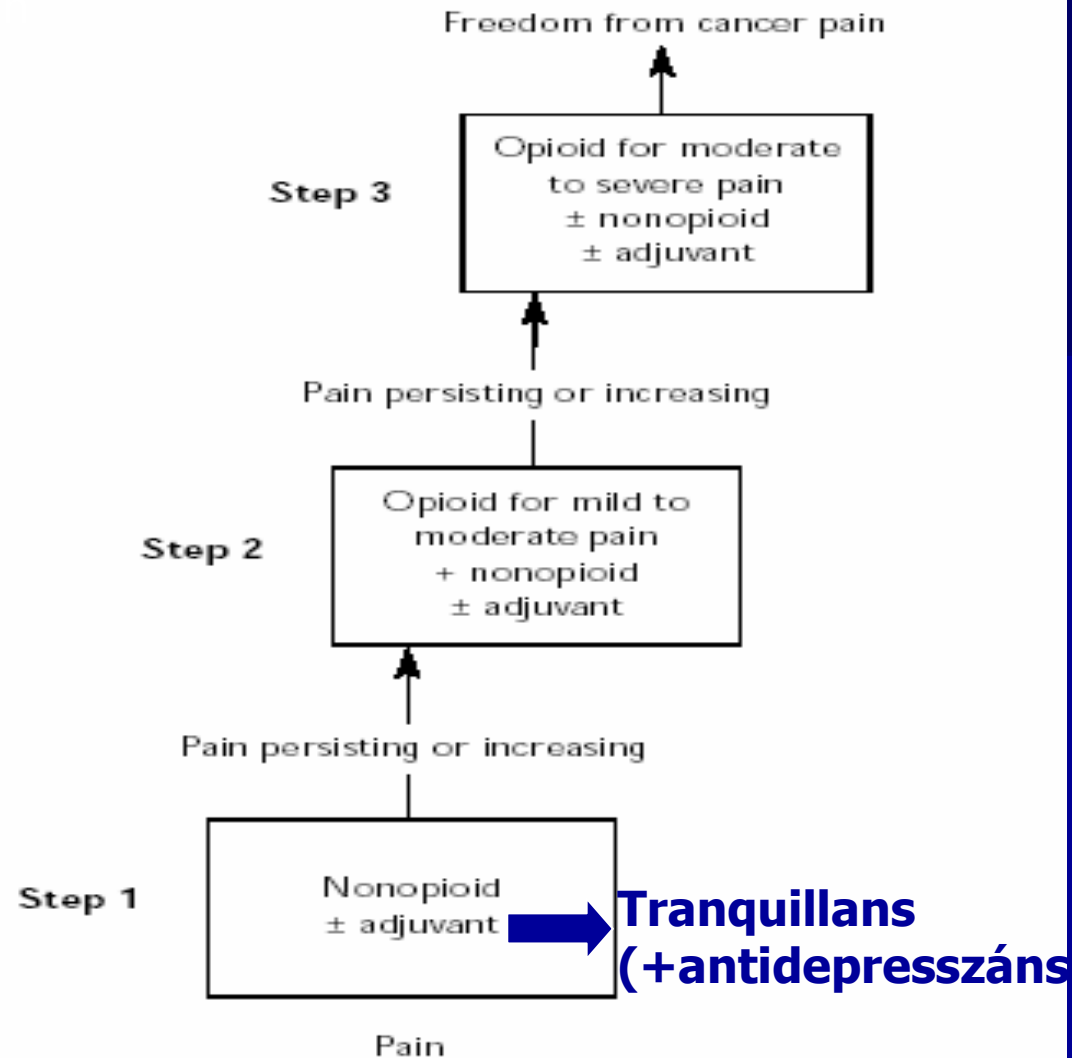 Freedom from cancer pain
Step 3
Opioid for moderate
to severe pain
± nonopioid
± adjuvant
Pain persisting or increasing
Step 2
Opioid for mild to
moderate pain
+ nonopioid
± adjuvant
Pain persisting or increasing
Step 1
Nonopioid
± adjuvant
Tranquillans
(+antidepresszáns
Pain